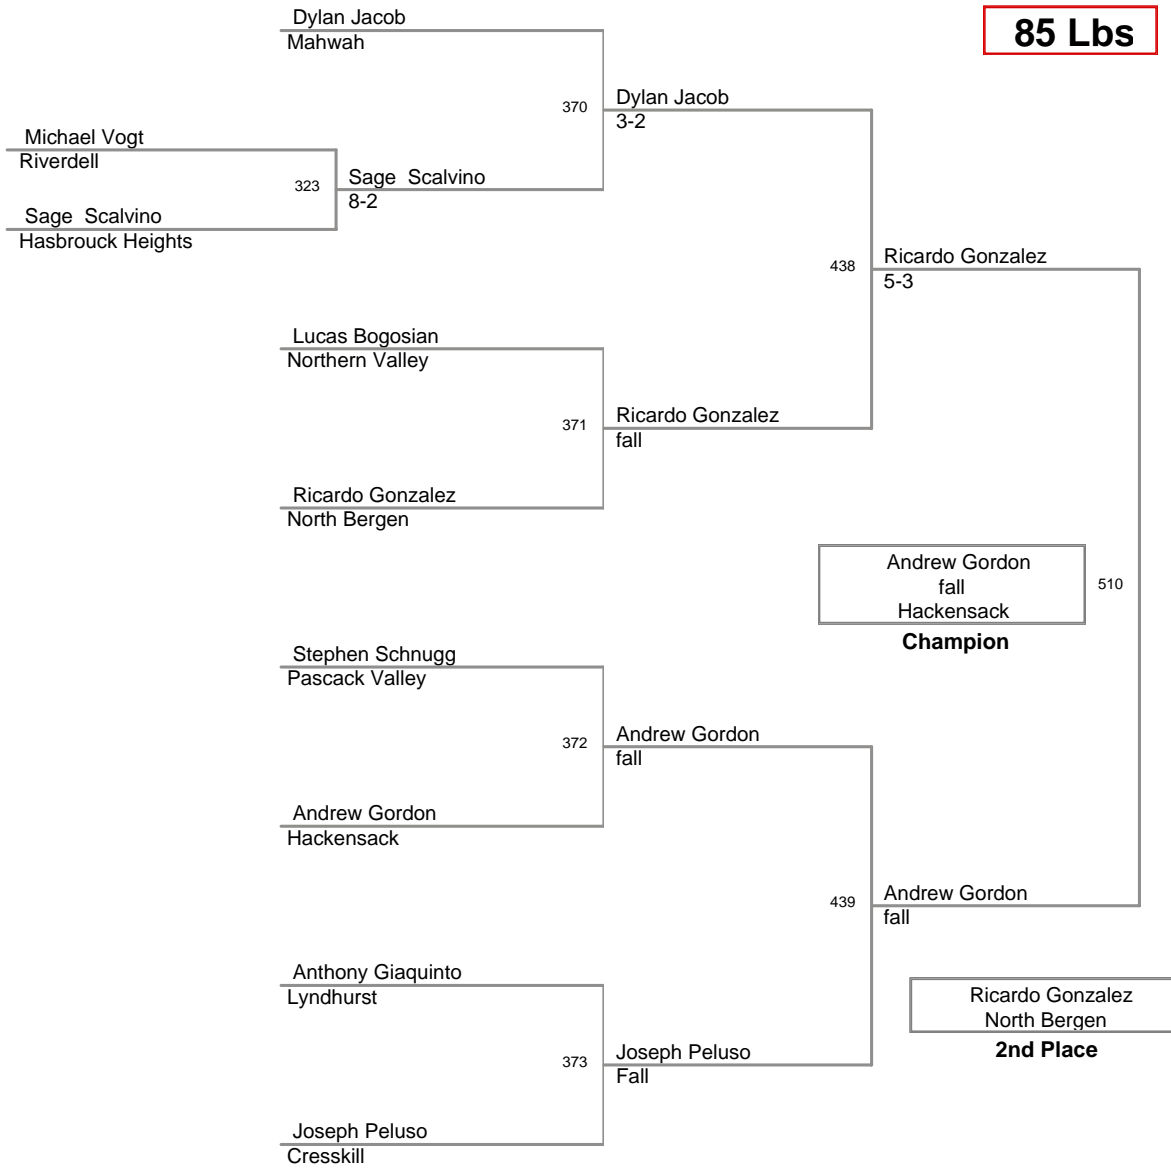 Dylan Jacob
Mahwah
85 Lbs
370
Dylan Jacob
3-2
Michael Vogt
Riverdell
323
Sage  Scalvino
8-2
Sage  Scalvino
Hasbrouck Heights
438
Ricardo Gonzalez
5-3
Lucas Bogosian
Northern Valley
371
Ricardo Gonzalez
fall
Ricardo Gonzalez
North Bergen
Andrew Gordon
fall
Hackensack
510
Champion
Stephen Schnugg
Pascack Valley
372
Andrew Gordon
fall
Andrew Gordon
Hackensack
439
Andrew Gordon
fall
Anthony Giaquinto
Lyndhurst
Ricardo Gonzalez
North Bergen
2nd Place
373
Joseph Peluso
Fall
Joseph Peluso
Cresskill